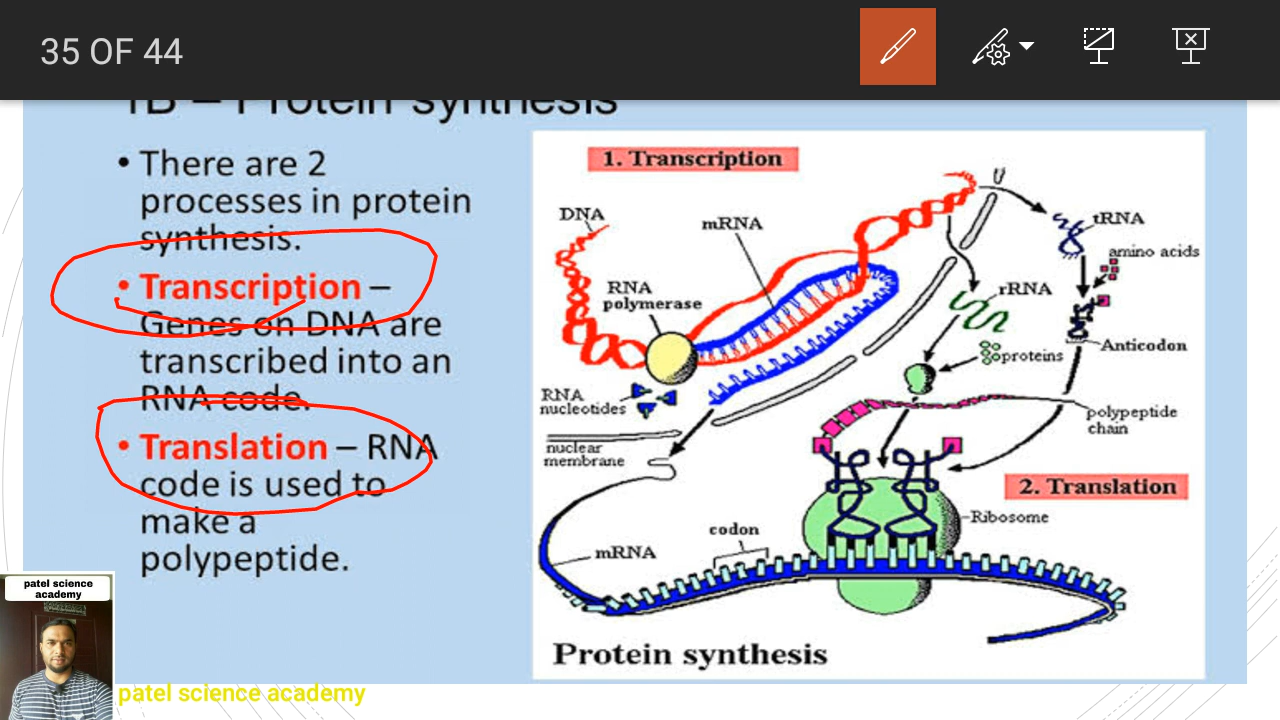 35 OF 44
1B – Protein synthesis
• There are 2
processes in protein
synthesis.
• Transcription –
Genes on DNA are
transcribed into an
RNA code.
• Translation – RNA
code is used to
make a
polypeptide.
1. Transcription
DNA
mRNA
tRNA
amino acids
RNA
polymerase
rRNA
Anticodon
proteins
RNA
nucleotides
polypeptide
chain
nuclear
membrane
2. Translation
Ribosome
codon
mRNA
Protein synthesis
patel science
academy
patel science academy